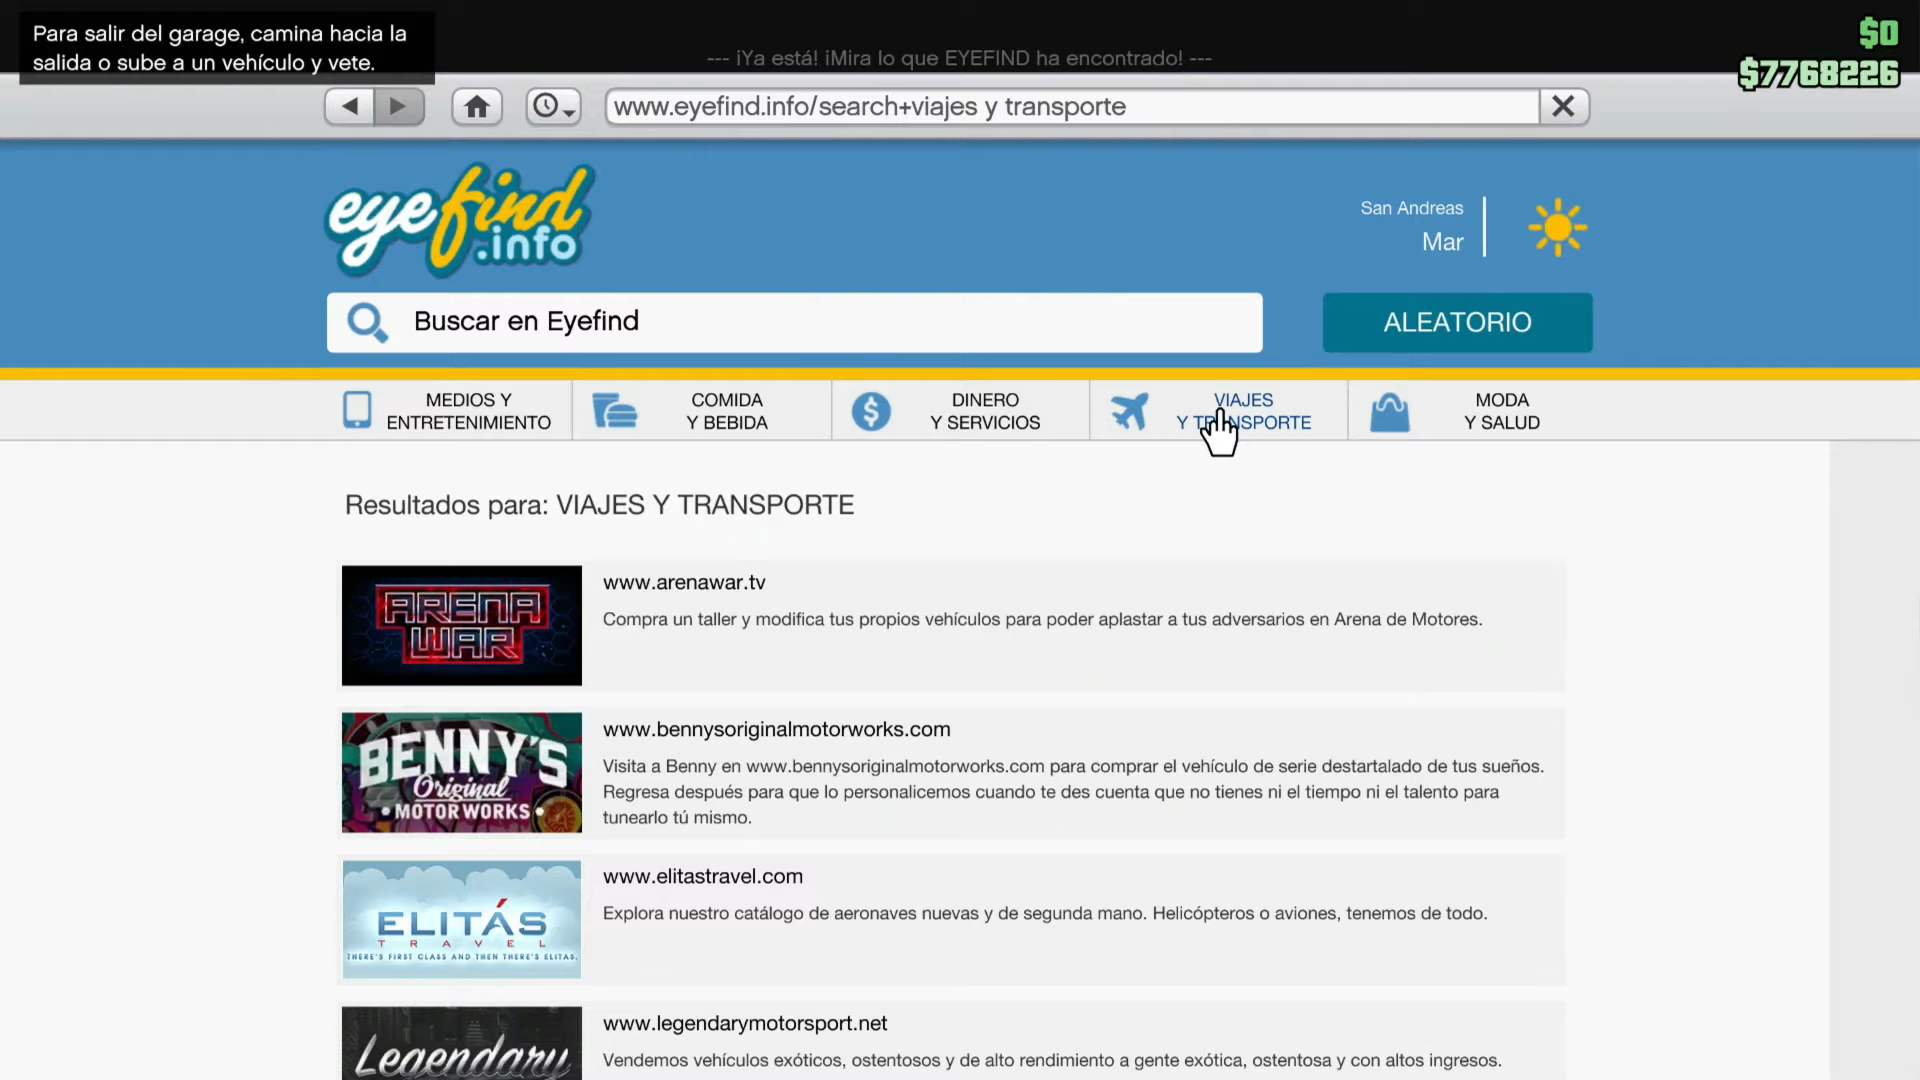 Para salir del garage, camina hacia la
salida o sube a un vehículo y vete.
--- ¡Ya está! ¡Mira lo que EYEFIND ha encontrado! ---
$0
$7768226
www.eyefind.info/search+viajes y transporte
eyefind
.info
San Andreas
Mar
Buscar en Eyefind
ALEATORIO
MEDIOS Y
ENTRETENIMIENTO
COMIDA
Y BEBIDA
DINERO
Y SERVICIOS
VIAJES
Y TRANSPORTE
MODA
Y SALUD
Resultados para: VIAJES Y TRANSPORTE
ARENA
WAR
www.arenawar.tv
Compra un taller y modifica tus propios vehículos para poder aplastar a tus adversarios en Arena de Motores.
BENNY'S
Original
MOTOR WORKS
www.bennysoriginalmotorworks.com
Visita a Benny en www.bennysoriginalmotorworks.com para comprar el vehículo de serie destartalado de tus sueños.
Regresa después para que lo personalicemos cuando te des cuenta que no tienes ni el tiempo ni el talento para
tunearlo tú mismo.
ELITÁS
TRAVEL
THERE'S FIRST CLASS AND THEN THERE'S ELITAS.
www.elitastravel.com
Explora nuestro catálogo de aeronaves nuevas y de segunda mano. Helicópteros o aviones, tenemos de todo.
Legendary
www.legendarymotorsport.net
Vendemos vehículos exóticos, ostentosos y de alto rendimiento a gente exótica, ostentosa y con altos ingresos.